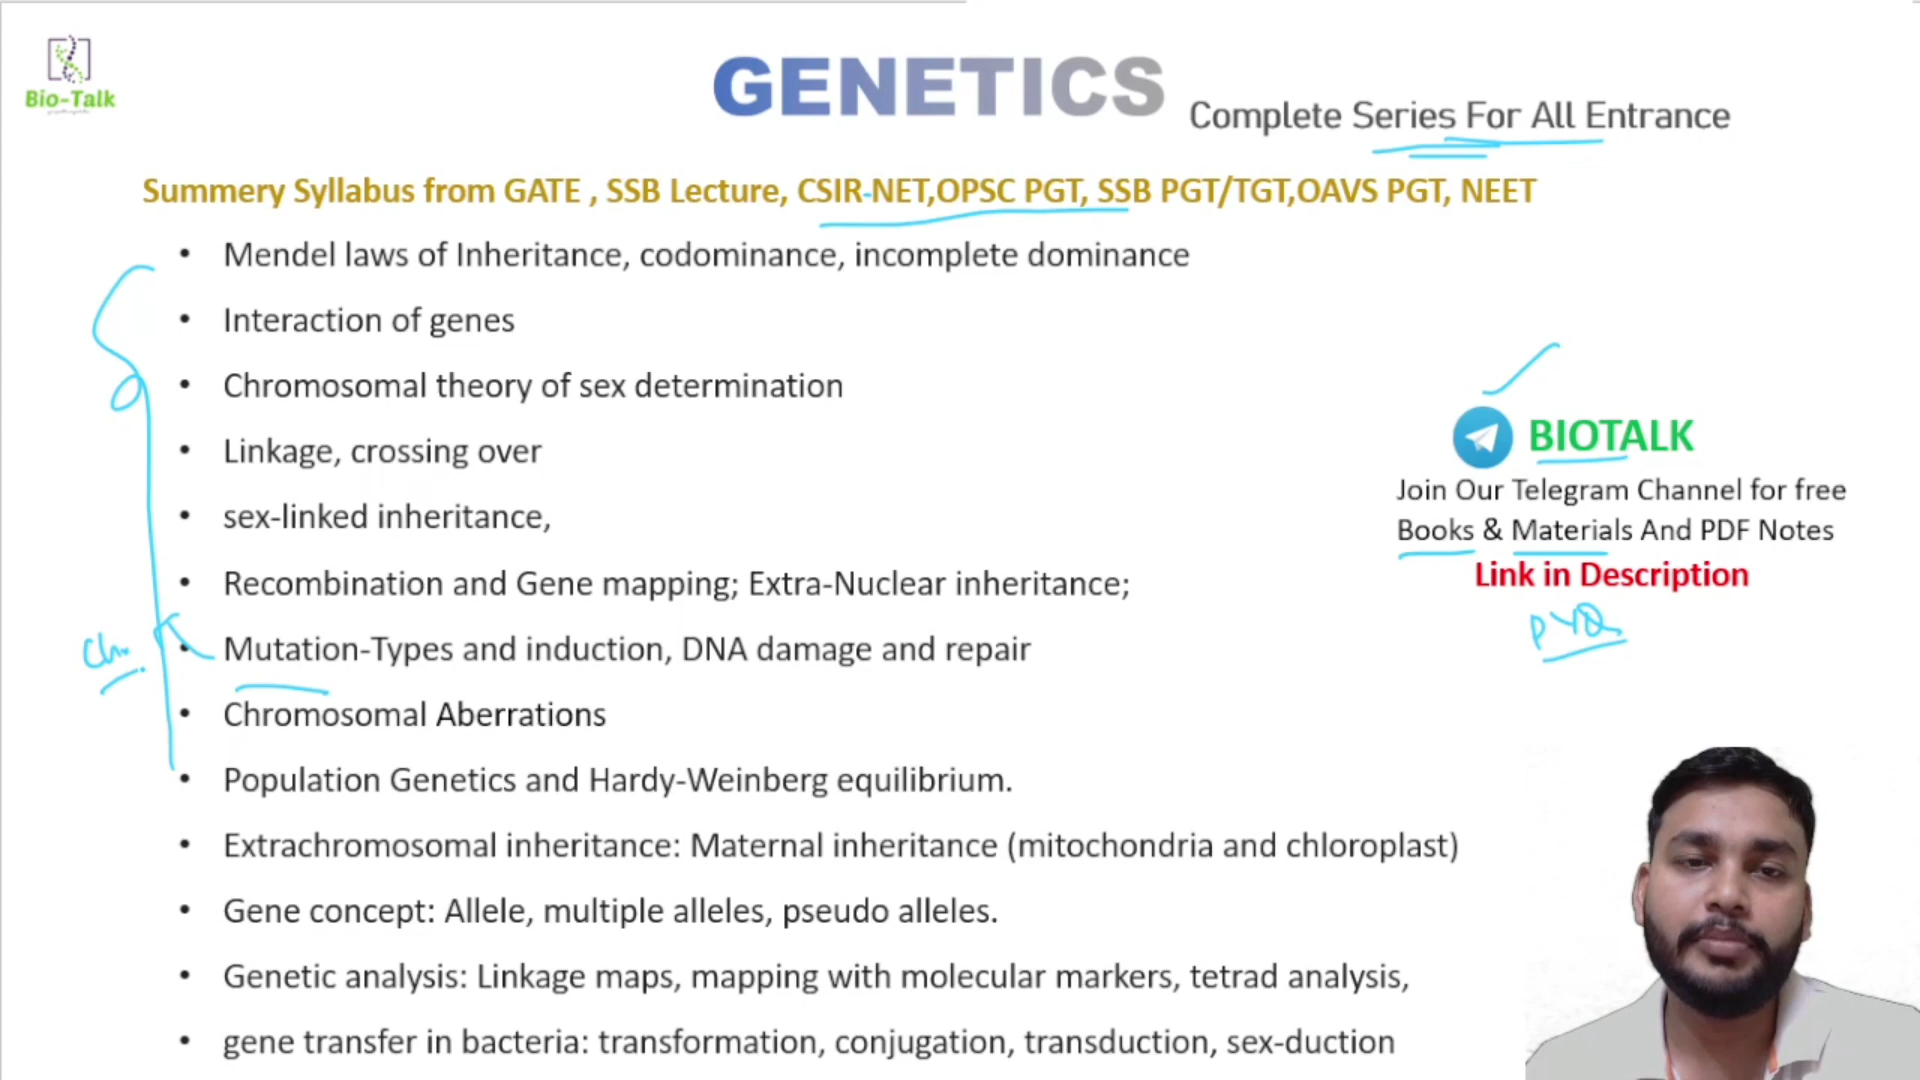 Bio-Talk
GENETICS
Complete Series For All Entrance
Summery Syllabus from GATE , SSB Lecture, CSIR-NET,OPSC PGT, SSB PGT/TGT,OAVS PGT, NEET
• Mendel laws of Inheritance, codominance, incomplete dominance
• Interaction of genes
• Chromosomal theory of sex determination
• Linkage, crossing over
• sex-linked inheritance,
• Recombination and Gene mapping; Extra-Nuclear inheritance;
• Mutation-Types and induction, DNA damage and repair
• Chromosomal Aberrations
• Population Genetics and Hardy-Weinberg equilibrium.
• Extrachromosomal inheritance: Maternal inheritance (mitochondria and chloroplast)
• Gene concept: Allele, multiple alleles, pseudo alleles.
• Genetic analysis: Linkage maps, mapping with molecular markers, tetrad analysis,
• gene transfer in bacteria: transformation, conjugation, transduction, sex-duction
BIOTALK
Join Our Telegram Channel for free
Books & Materials And PDF Notes
Link in Description
PYQ